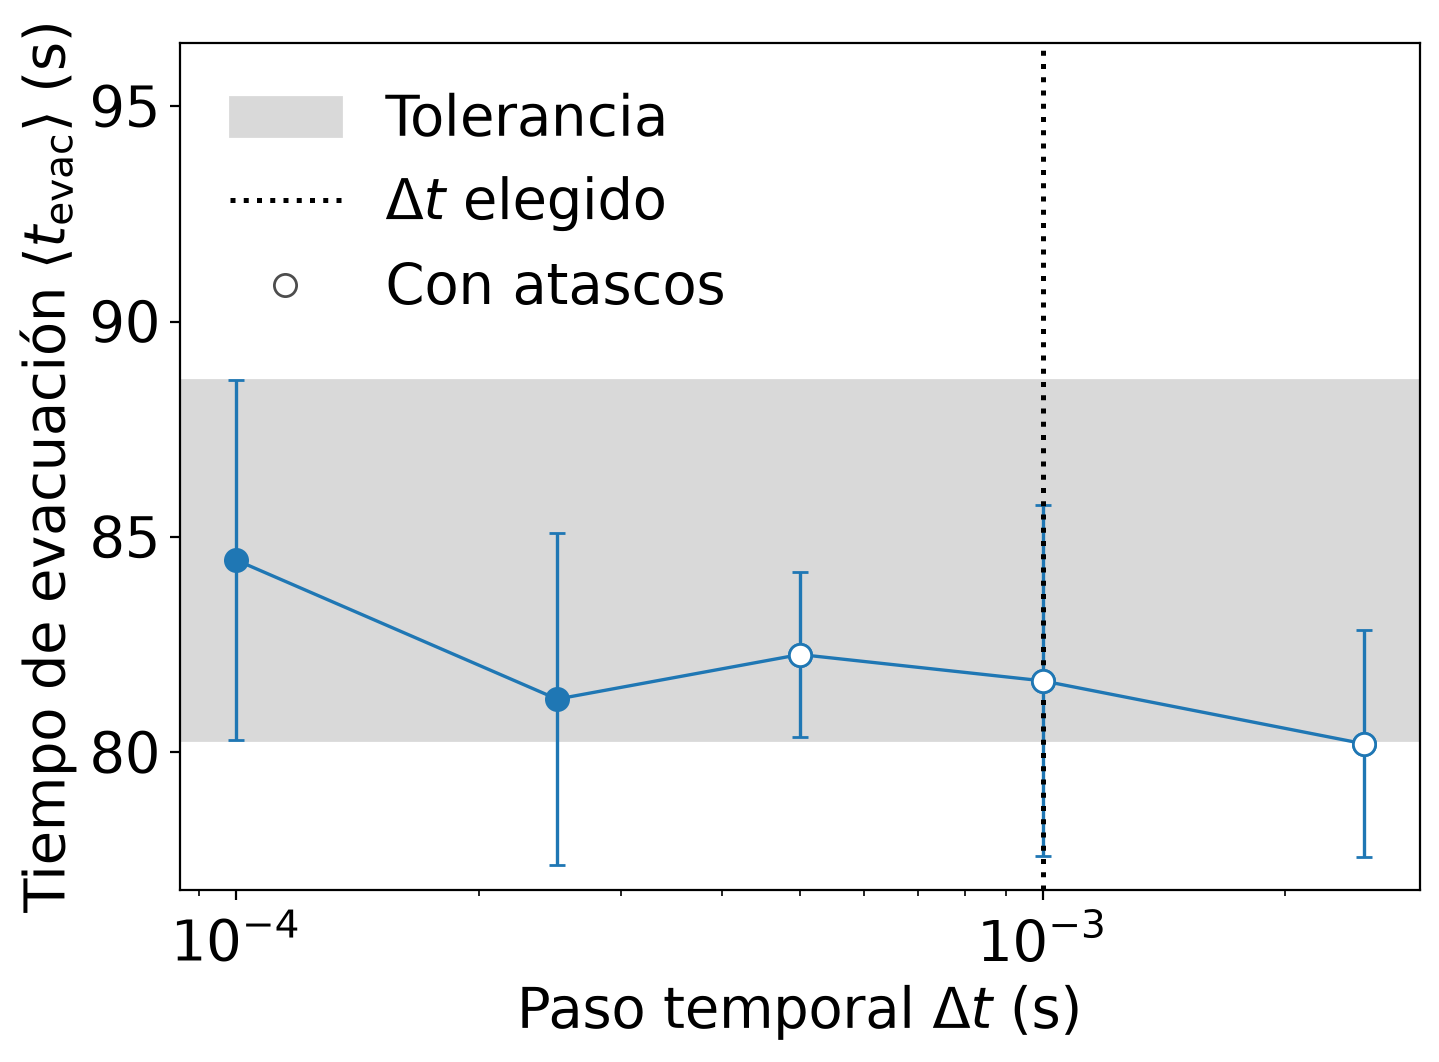 Tiempo de evacuación ⟨t_evac⟩ (s)
95
90
85
80
Tolerancia
Δt elegido
Con atascos
10⁻⁴
10⁻³
Paso temporal Δt (s)